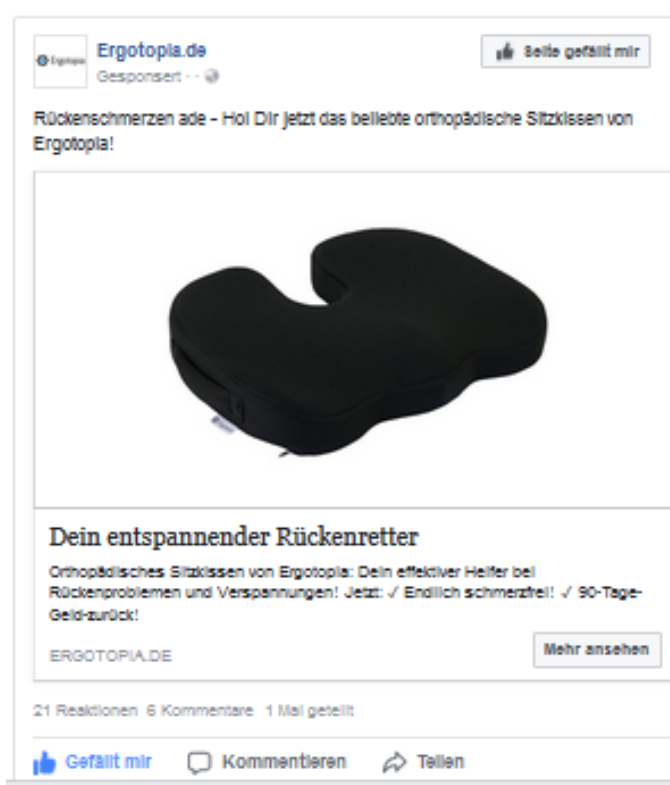 Ergotopia.de
Seite gefällt mir
Gesponsert · ·
Rückenschmerzen ade - Hol Dir jetzt das beliebte orthopädische Sitzkissen von
Ergotopia!
Dein entspannender Rückenretter
Orthopädisches Sitzkissen von Ergotopia: Dein effektiver Helfer bei
Rückenproblemen und Verspannungen! Jetzt: ✓ Endlich schmerzfrei! ✓ 90-Tage-
Geld-zurück!
ERGOTOPIA.DE
Mehr ansehen
21 Reaktionen 6 Kommentare 1 Mal geteilt
Gefällt mir
Kommentieren
Teilen